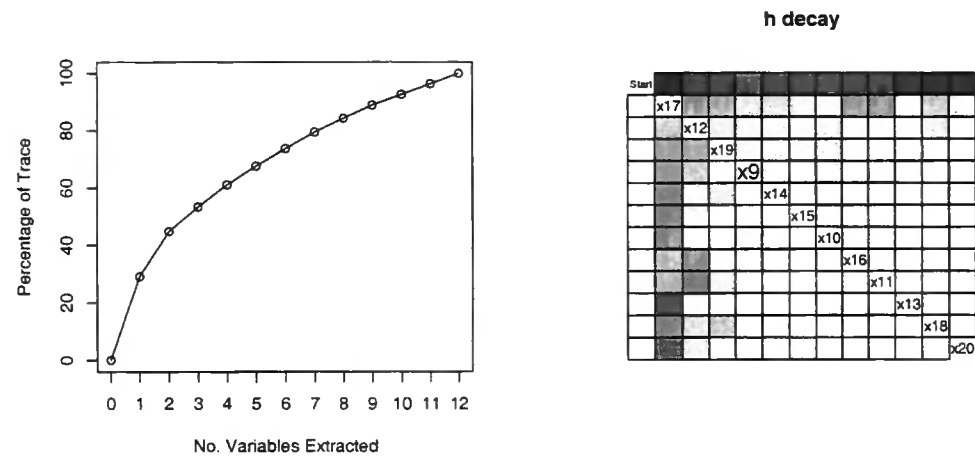 Percentage of Trace
100
80
60
40
20
0
0 1 2 3 4 5 6 7 8 9 10 11 12
No. Variables Extracted
h decay
Start
x17
x12
x19
x9
x14
x15
x10
x16
x11
x13
x18
x20